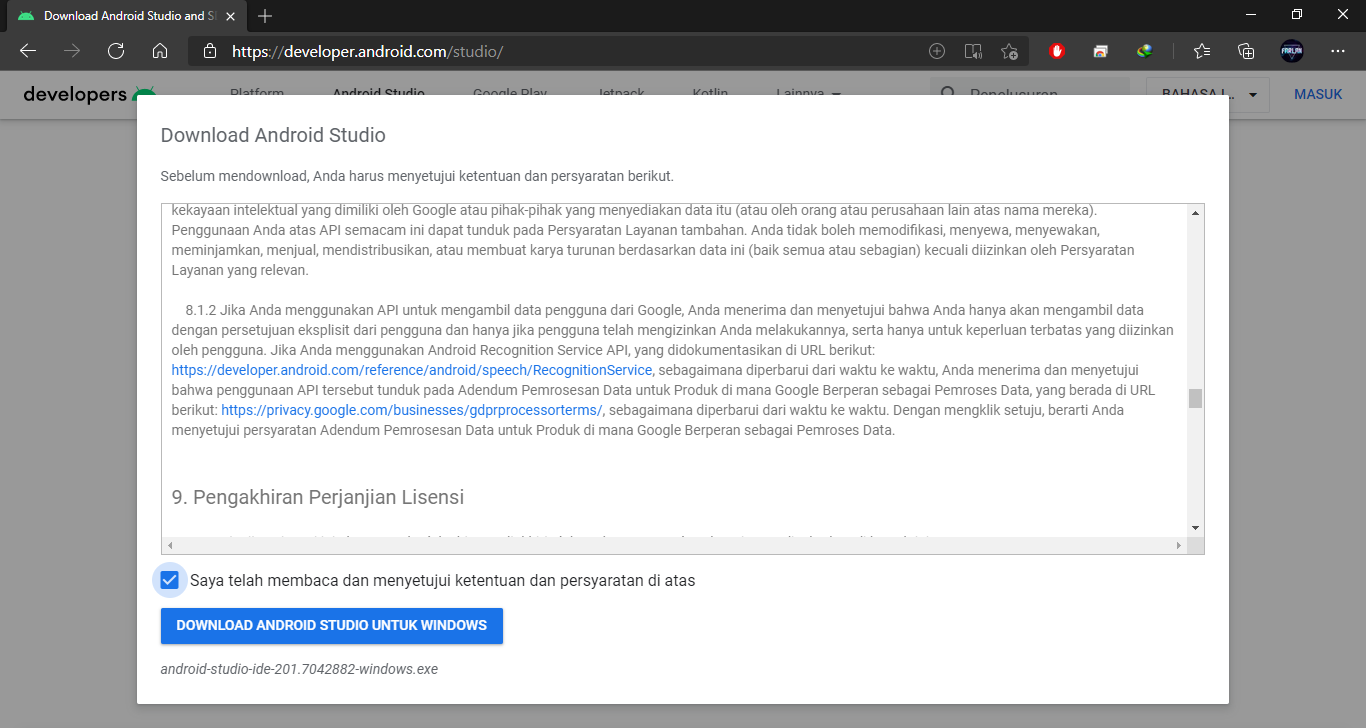 Download Android Studio and S
https://developer.android.com/studio/
developers
Platform Android Studio Google Play Jetpack Kotlin Lainnya Penelusuran BAHASA I... MASUK
Download Android Studio
Sebelum mendownload, Anda harus menyetujui ketentuan dan persyaratan berikut.
kekayaan intelektual yang dimiliki oleh Google atau pihak-pihak yang menyediakan data itu (atau oleh orang atau perusahaan lain atas nama mereka).
Penggunaan Anda atas API semacam ini dapat tunduk pada Persyaratan Layanan tambahan. Anda tidak boleh memodifikasi, menyewa, menyewakan,
meminjamkan, menjual, mendistribusikan, atau membuat karya turunan berdasarkan data ini (baik semua atau sebagian) kecuali diizinkan oleh Persyaratan
Layanan yang relevan.
8.1.2 Jika Anda menggunakan API untuk mengambil data pengguna dari Google, Anda menerima dan menyetujui bahwa Anda hanya akan mengambil data
dengan persetujuan eksplisit dari pengguna dan hanya jika pengguna telah mengizinkan Anda melakukannya, serta hanya untuk keperluan terbatas yang diizinkan
oleh pengguna. Jika Anda menggunakan Android Recognition Service API, yang didokumentasikan di URL berikut:
https://developer.android.com/reference/android/speech/RecognitionService, sebagaimana diperbarui dari waktu ke waktu, Anda menerima dan menyetujui
bahwa penggunaan API tersebut tunduk pada Adendum Pemrosesan Data untuk Produk di mana Google Berperan sebagai Pemroses Data, yang berada di URL
berikut: https://privacy.google.com/businesses/gdprprocessorterms/, sebagaimana diperbarui dari waktu ke waktu. Dengan mengklik setuju, berarti Anda
menyetujui persyaratan Adendum Pemrosesan Data untuk Produk di mana Google Berperan sebagai Pemroses Data.
9. Pengakhiran Perjanjian Lisensi
Saya telah membaca dan menyetujui ketentuan dan persyaratan di atas
DOWNLOAD ANDROID STUDIO UNTUK WINDOWS
android-studio-ide-201.7042882-windows.exe